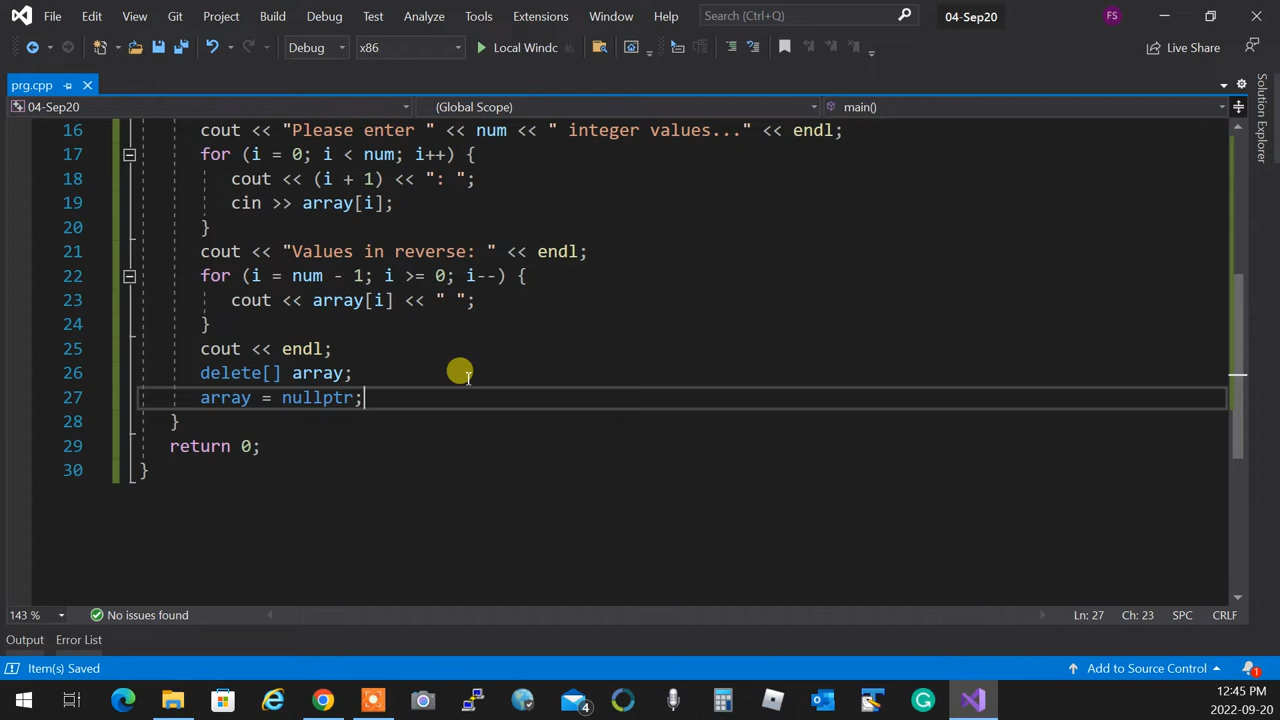 File Edit View Git Project Build Debug Test Analyze Tools Extensions Window Help Search (Ctrl+Q) 04-Sep20 FS
Debug x86 Local Windc Live Share
prg.cpp
04-Sep20 (Global Scope) main()
16 cout << "Please enter " << num << " integer values..." << endl;
17 for (i = 0; i < num; i++) {
18 cout << (i + 1) << ": ";
19 cin >> array[i];
20 }
21 cout << "Values in reverse: " << endl;
22 for (i = num - 1; i >= 0; i--) {
23 cout << array[i] << " ";
24 }
25 cout << endl;
26 delete[] array;
27 array = nullptr;
28 }
29 return 0;
30 }
Solution Explorer
143 % No issues found Ln: 27 Ch: 23 SPC CRLF
Output Error List
Item(s) Saved Add to Source Control 1
4
12:45 PM
2022-09-20